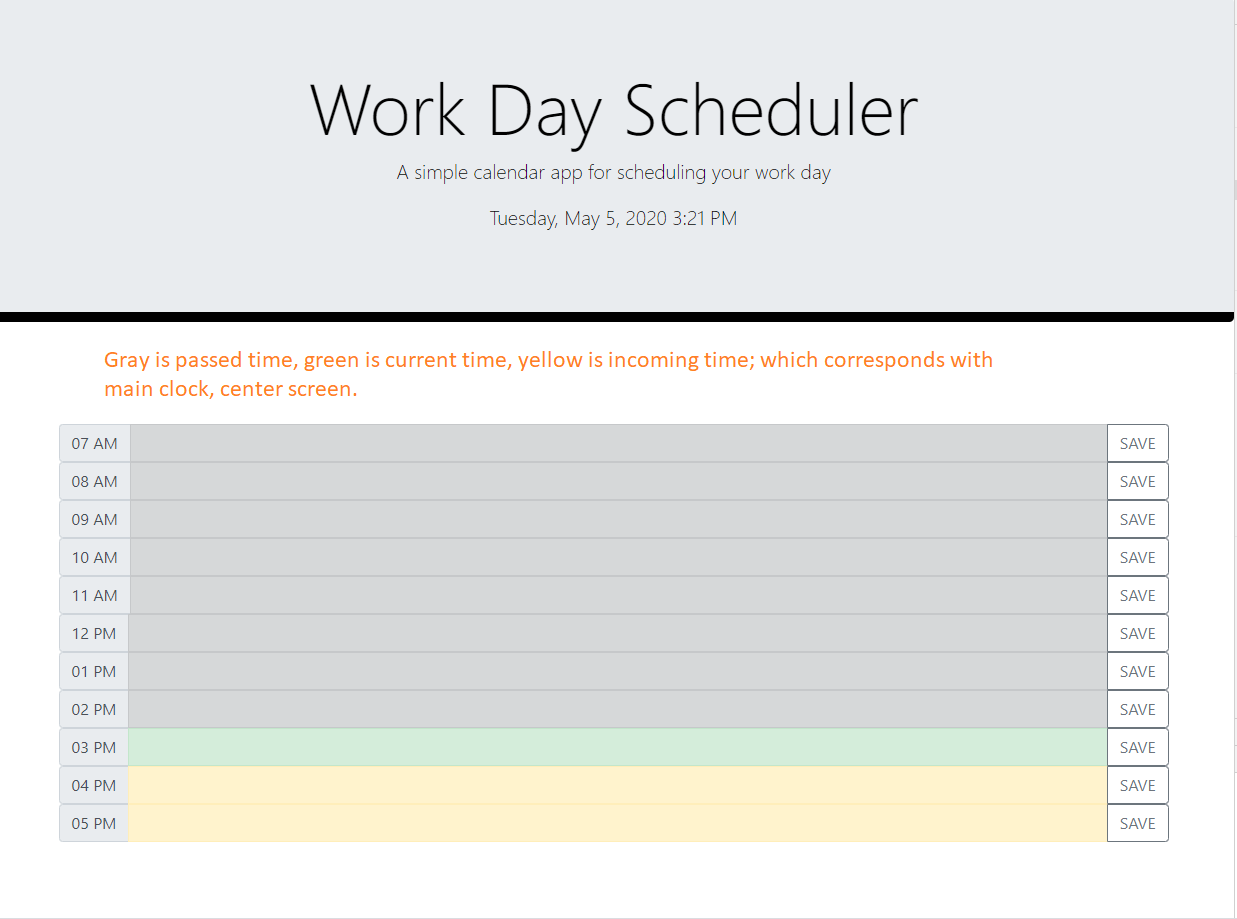 Work Day Scheduler
A simple calendar app for scheduling your work day
Tuesday, May 5, 2020 3:21 PM
Gray is passed time, green is current time, yellow is incoming time; which corresponds with
main clock, center screen.
07 AM SAVE
08 AM SAVE
09 AM SAVE
10 AM SAVE
11 AM SAVE
12 PM SAVE
01 PM SAVE
02 PM SAVE
03 PM SAVE
04 PM SAVE
05 PM SAVE